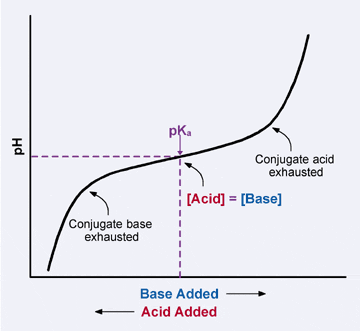 pH
pKa
Conjugate acid
exhausted
[Acid] = [Base]
Conjugate base
exhausted
Base Added
Acid Added